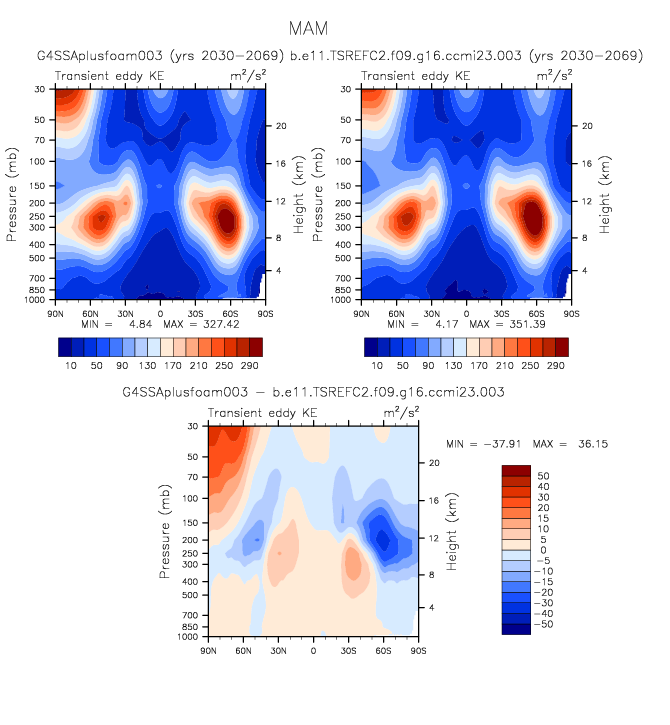 MAM
G4SSAplusfoam003 (yrs 2030-2069) b.e11.TSREFC2.f09.g16.ccmi23.003 (yrs 2030-2069)
Transient eddy KE m²/s² Transient eddy KE m²/s²
30 50 70 100 150 200 250 300 400 500 700 850 1000
Pressure (mb)
20 16 12 8 4
Height (km)
90N 60N 30N 0 30S 60S 90S
MIN = 4.84 MAX = 327.42
10 50 90 130 170 210 250 290
30 50 70 100 150 200 250 300 400 500 700 850 1000
Pressure (mb)
20 16 12 8 4
Height (km)
90N 60N 30N 0 30S 60S 90S
MIN = 4.17 MAX = 351.39
10 50 90 130 170 210 250 290
G4SSAplusfoam003 - b.e11.TSREFC2.f09.g16.ccmi23.003
Transient eddy KE m²/s²
30 50 70 100 150 200 250 300 400 500 700 850 1000
Pressure (mb)
20 16 12 8 4
Height (km)
90N 60N 30N 0 30S 60S 90S
MIN = -37.91 MAX = 36.15
50
40
30
20
15
10
5
0
-5
-10
-15
-20
-30
-40
-50